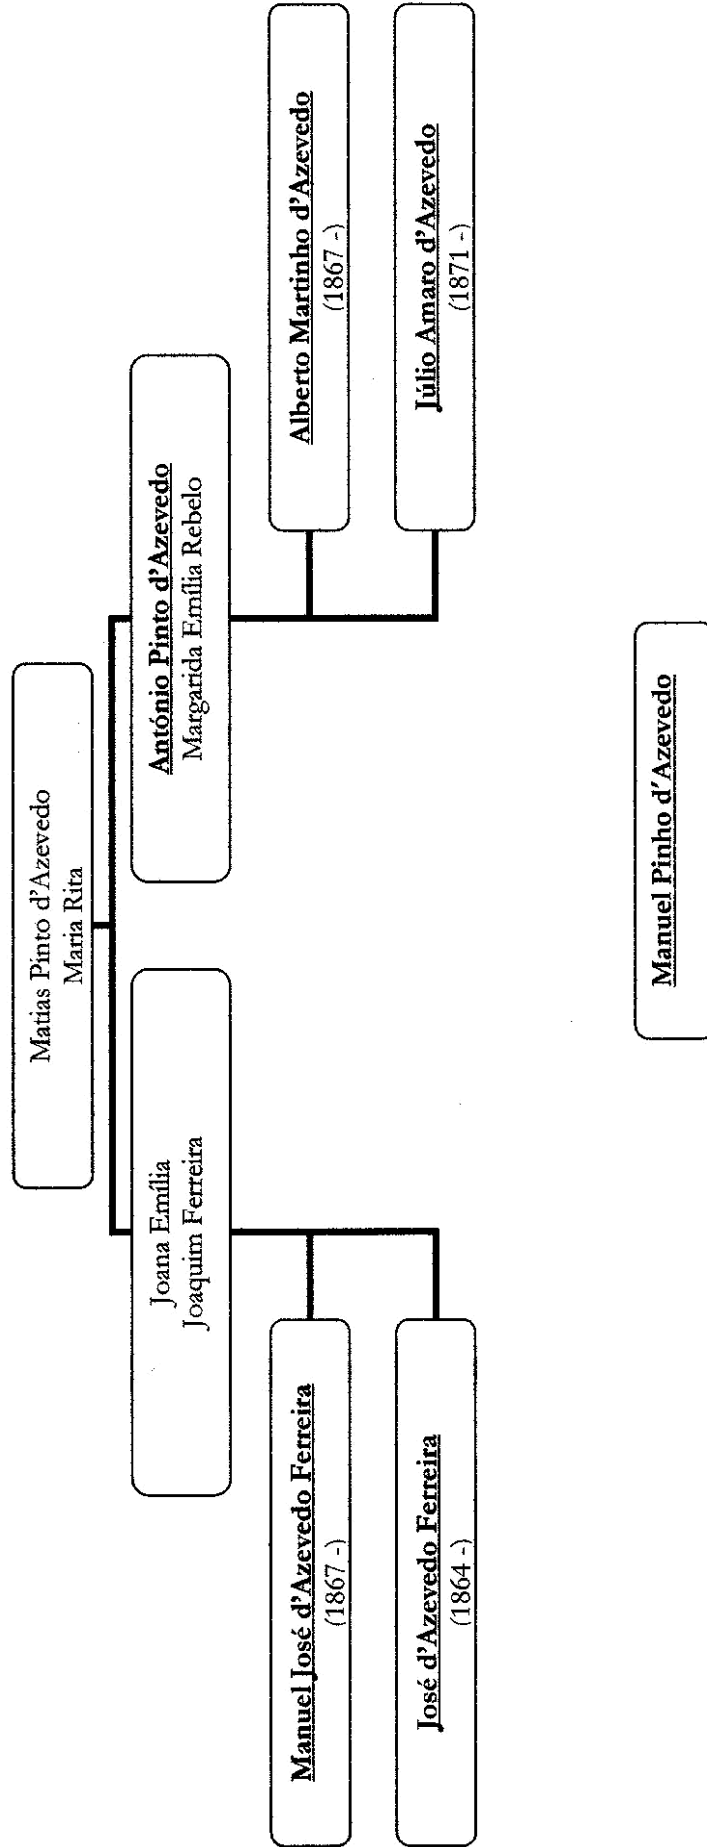 Matias Pinto d'Azevedo
Maria Rita
Joana Emília
Joaquim Ferreira
António Pinto d'Azevedo
Margarida Emília Rebelo
Manuel José d'Azevedo Ferreira
(1867 -)
José d'Azevedo Ferreira
(1864 -)
Alberto Martinho d'Azevedo
(1867 -)
Júlio Amaro d'Azevedo
(1871 -)
Manuel Pinho d'Azevedo